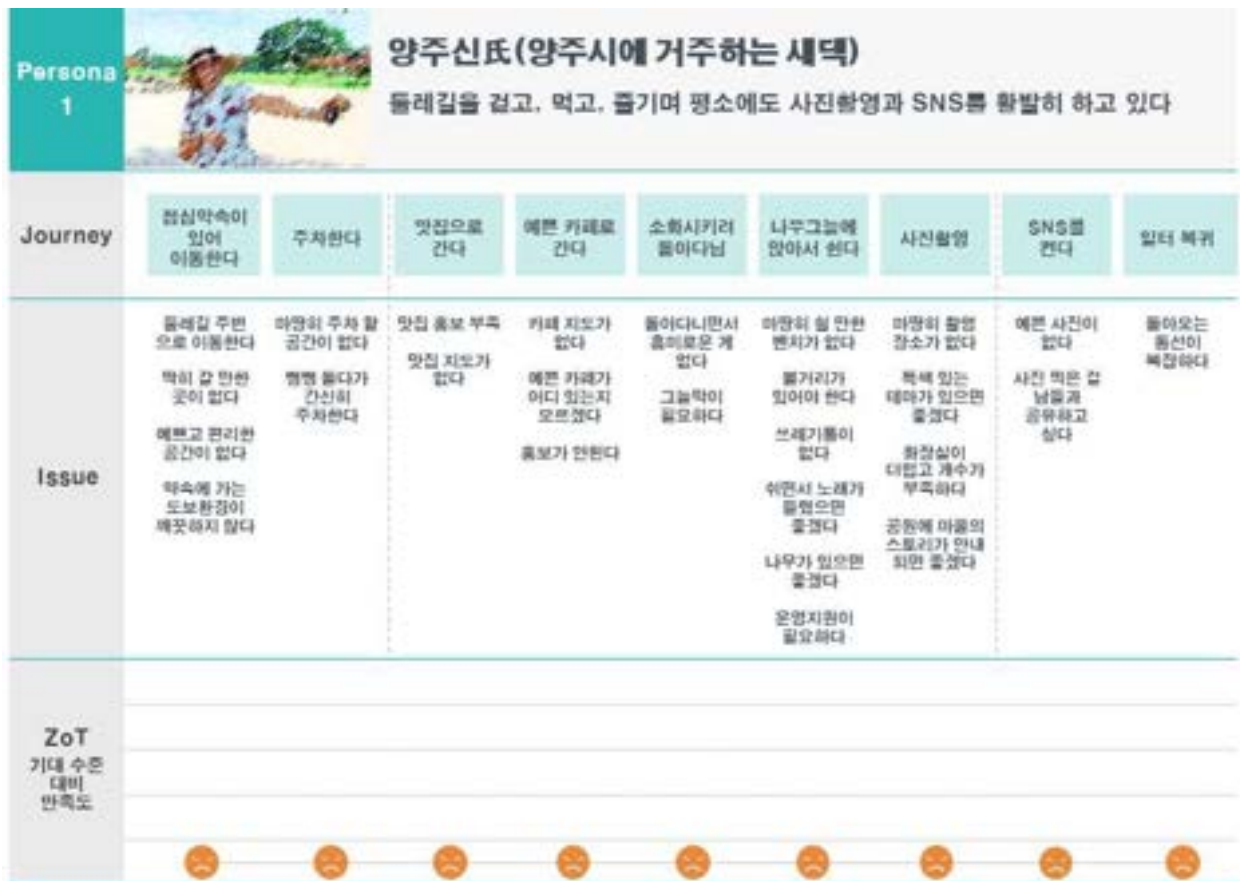 Persona
1
양주신氏(양주시에 거주하는 새댁)
둘레길을 걷고. 먹고. 즐기며 평소에도 사진촬영과 SNS를 활발히 하고 있다
Journey
점심약속이
있어
이동한다
주차한다
맛집으로
간다
예쁜 카페로
간다
소화시키려
돌아다님
나무그늘에
앉아서 쉰다
사진촬영
SNS를
켠다
일터 복귀
Issue
둘레길 주변
으로 이동한다
딱히 갈 만한
곳이 없다
예쁘고 편리한
공간이 없다
약속에 가는
도보환경이
깨끗하지 않다
마땅히 주차 할
공간이 없다
뺑뺑 돌다가
간신히
주차한다
맛집 홍보 부족
맛집 지도가
없다
카페 지도가
없다
예쁜 카페가
어디 있는지
모르겠다
홍보가 안된다
돌아다니면서
흥미로운 게
없다
그늘막이
필요하다
마땅히 쉴 만한
벤치가 없다
볼거리가
있어야 한다
쓰레기통이
없다
쉬면서 노래가
들렸으면
좋겠다
나무가 있으면
좋겠다
운영지원이
필요하다
마땅히 촬영
장소가 없다
특색 있는
테마가 있으면
좋겠다
화장실이
더럽고 개수가
부족하다
공원에 마을의
스토리가 안내
되면 좋겠다
예쁜 사진이
없다
사진 찍은 걸
남들과
공유하고
싶다
돌아오는
동선이
복잡하다
ZoT
기대 수준
대비
만족도